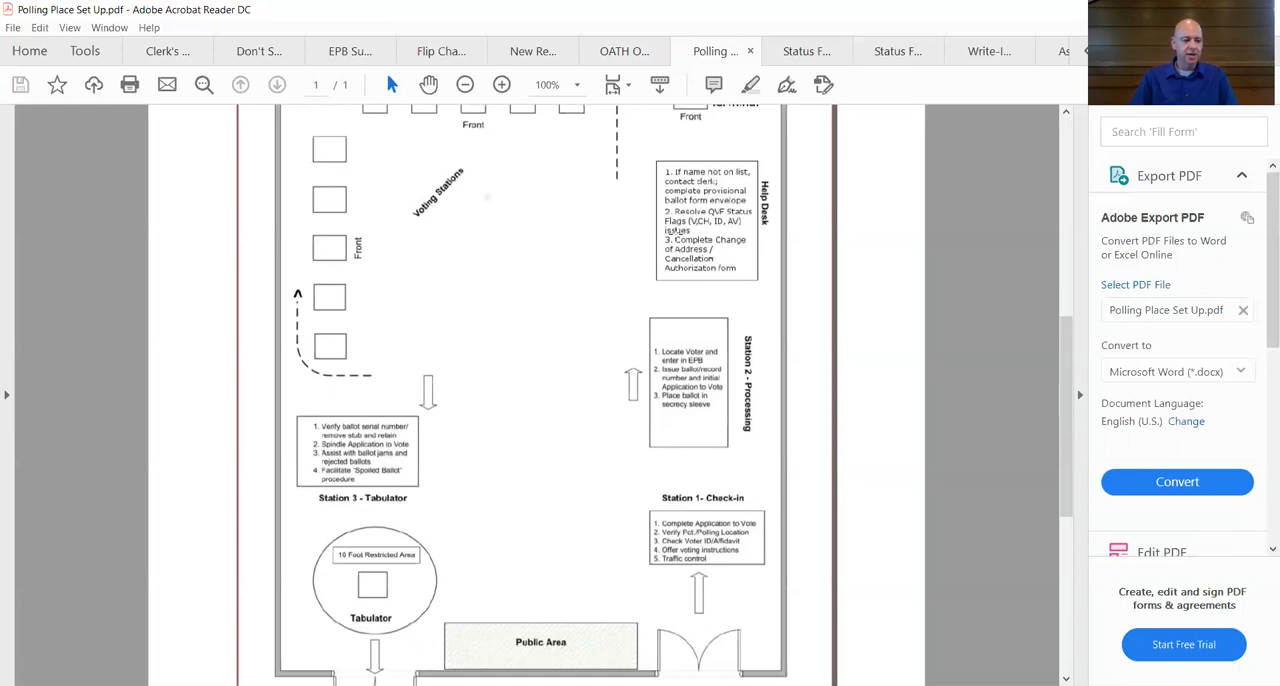 Polling Place Set Up.pdf - Adobe Acrobat Reader DC
File Edit View Window Help
Home Tools Clerk's ... Don't S... EPB Su... Flip Cha... New Re... OATH O... Polling ... × Status F... Status F... Write-I... As
1 / 1 100%
Front
Front
Voting Stations
Front
1. If name not on list,
contact clerk;
complete provisional
ballot form envelope
2. Resolve QVF Status
Flags (V,CH, ID, AV)
issues
3. Complete Change
of Address /
Cancellation
Authorizaton form
Help Desk
1. Locate Voter and
enter in EPB
2. Issue ballot/record
number and initial
Application to Vote
3. Place ballot in
secrecy sleeve
Station 2 - Processing
1. Verify ballot serial number/
remove stub and retain
2. Spindle Application to Vote
3. Assist with ballot jams and
rejected ballots
4. Facilitate "Spoiled Ballot"
procedure
Station 3 - Tabulator
Station 1- Check-in
1. Complete Application to Vote
2. Verify Pct./Polling Location
3. Check Voter ID/Affidavit
4. Offer voting instructions
5. Traffic control
10 Foot Restricted Area
Tabulator
Public Area
Search 'Fill Form'
Export PDF
Adobe Export PDF
Convert PDF Files to Word
or Excel Online
Select PDF File
Polling Place Set Up.pdf ×
Convert to
Microsoft Word (*.docx)
Document Language:
English (U.S.) Change
Convert
Edit PDF
Create, edit and sign PDF
forms & agreements
Start Free Trial